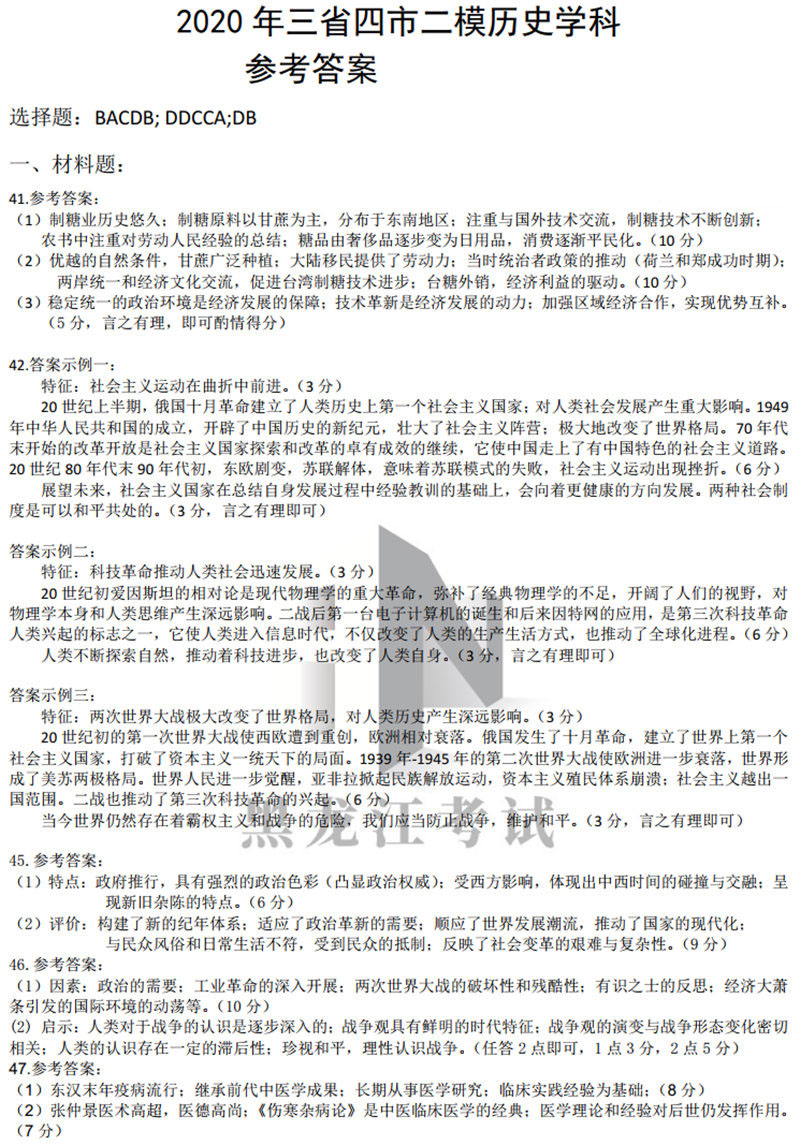 2020 年三省四市二模历史学科
参考答案
选择题：BACDB; DDCCA;DB
一、材料题：
41.参考答案：
（1）制糖业历史悠久；制糖原料以甘蔗为主，分布于东南地区；注重与国外技术交流，制糖技术不断创新；
农书中注重对劳动人民经验的总结；糖品由奢侈品逐步变为日用品，消费逐渐平民化。（10 分）
（2）优越的自然条件，甘蔗广泛种植；大陆移民提供了劳动力；当时统治者政策的推动（荷兰和郑成功时期）；
两岸统一和经济文化交流，促进台湾制糖技术进步；台糖外销，经济利益的驱动。（10 分）
（3）稳定统一的政治环境是经济发展的保障；技术革新是经济发展的动力；加强区域经济合作，实现优势互补。
（5 分，言之有理，即可酌情得分）
42.答案示例一：
特征：社会主义运动在曲折中前进。（3 分）
20 世纪上半期，俄国十月革命建立了人类历史上第一个社会主义国家；对人类社会发展产生重大影响。1949
年中华人民共和国的成立，开辟了中国历史的新纪元，壮大了社会主义阵营；极大地改变了世界格局。70 年代
末开始的改革开放是社会主义国家探索和改革的卓有成效的继续，它使中国走上了有中国特色的社会主义道路。
20 世纪 80 年代末 90 年代初，东欧剧变，苏联解体，意味着苏联模式的失败，社会主义运动出现挫折。（6 分）
展望未来，社会主义国家在总结自身发展过程中经验教训的基础上，会向着更健康的方向发展。两种社会制
度是可以和平共处的。（3 分，言之有理即可）
答案示例二：
特征：科技革命推动人类社会迅速发展。（3 分）
20 世纪初爱因斯坦的相对论是现代物理学的重大革命，弥补了经典物理学的不足，开阔了人们的视野，对
物理学本身和人类思维产生深远影响。二战后第一台电子计算机的诞生和后来因特网的应用，是第三次科技革命
人类兴起的标志之一，它使人类进入信息时代，不仅改变了人类的生产生活方式，也推动了全球化进程。（6 分）
人类不断探索自然，推动着科技进步，也改变了人类自身。（3 分，言之有理即可）
答案示例三：
特征：两次世界大战极大改变了世界格局，对人类历史产生深远影响。（3 分）
20 世纪初的第一次世界大战使西欧遭到重创，欧洲相对衰落。俄国发生了十月革命，建立了世界上第一个
社会主义国家，打破了资本主义一统天下的局面。1939 年-1945 年的第二次世界大战使欧洲进一步衰落，世界形
成了美苏两极格局。世界人民进一步觉醒，亚非拉掀起民族解放运动，资本主义殖民体系崩溃；社会主义越出一
国范围。二战也推动了第三次科技革命的兴起。（6 分）
当今世界仍然存在着霸权主义和战争的危险，我们应当防止战争，维护和平。（3 分，言之有理即可）
黑龙江考试
45. 参考答案：
（1）特点：政府推行，具有强烈的政治色彩（凸显政治权威）；受西方影响，体现出中西时间的碰撞与交融；呈
现新旧杂陈的特点。（6 分）
（2）评价：构建了新的纪年体系；适应了政治革新的需要；顺应了世界发展潮流，推动了国家的现代化；
与民众风俗和日常生活不符，受到民众的抵制；反映了社会变革的艰难与复杂性。（9 分）
46. 参考答案：
（1）因素：政治的需要；工业革命的深入开展；两次世界大战的破坏性和残酷性；有识之士的反思；经济大萧
条引发的国际环境的动荡等。（10 分）
(2) 启示：人类对于战争的认识是逐步深入的；战争观具有鲜明的时代特征；战争观的演变与战争形态变化密切
相关；人类的认识存在一定的滞后性；珍视和平，理性认识战争。（任答 2 点即可，1 点 3 分，2 点 5 分）
47.参考答案：
（1）东汉末年疫病流行；继承前代中医学成果；长期从事医学研究；临床实践经验为基础；（8 分）
（2）张仲景医术高超，医德高尚；《伤寒杂病论》是中医临床医学的经典；医学理论和经验对后世仍发挥作用。
（7 分）